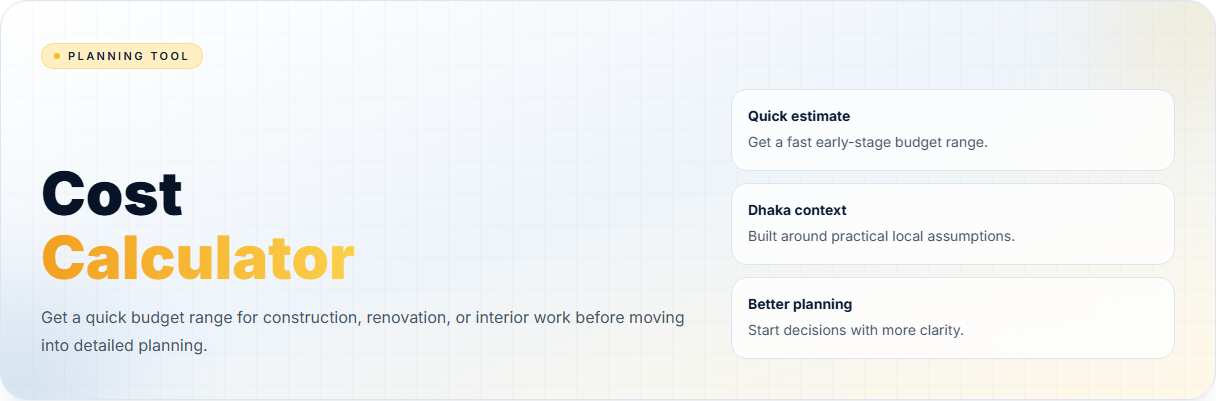 PLANNING TOOL
Cost
Calculator
Get a quick budget range for construction, renovation, or interior work before moving
into detailed planning.
Quick estimate
Get a fast early-stage budget range.
Dhaka context
Built around practical local assumptions.
Better planning
Start decisions with more clarity.